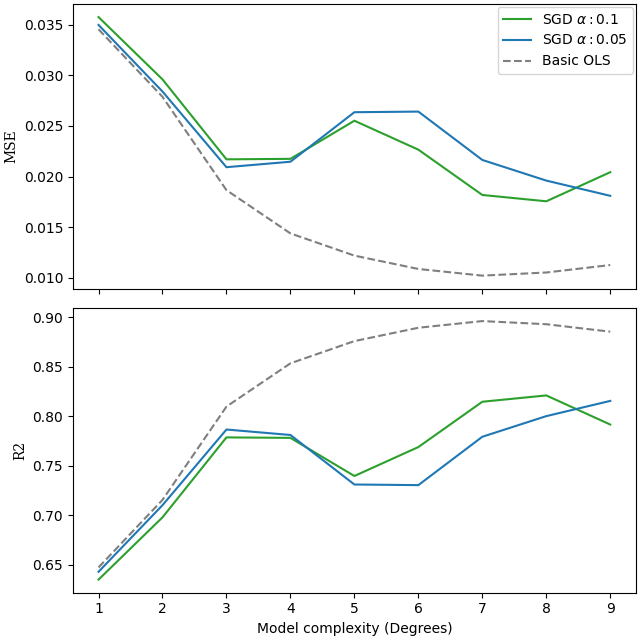 0.035
0.030
0.025
0.020
0.015
0.010
MSE
SGD α : 0.1
SGD α : 0.05
Basic OLS
0.90
0.85
0.80
0.75
0.70
0.65
R2
1 2 3 4 5 6 7 8 9
Model complexity (Degrees)